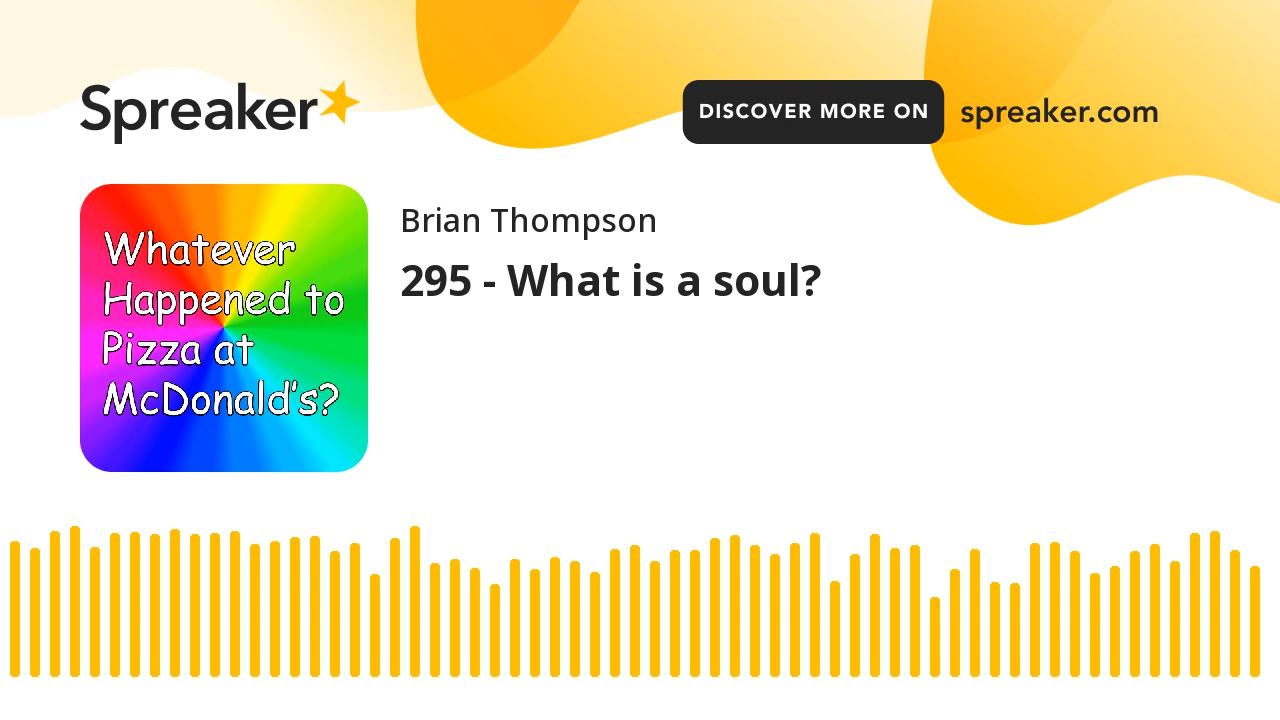 Spreaker
DISCOVER MORE ON
spreaker.com
Whatever
Happened to
Pizza at
McDonald's?
Brian Thompson
295 - What is a soul?